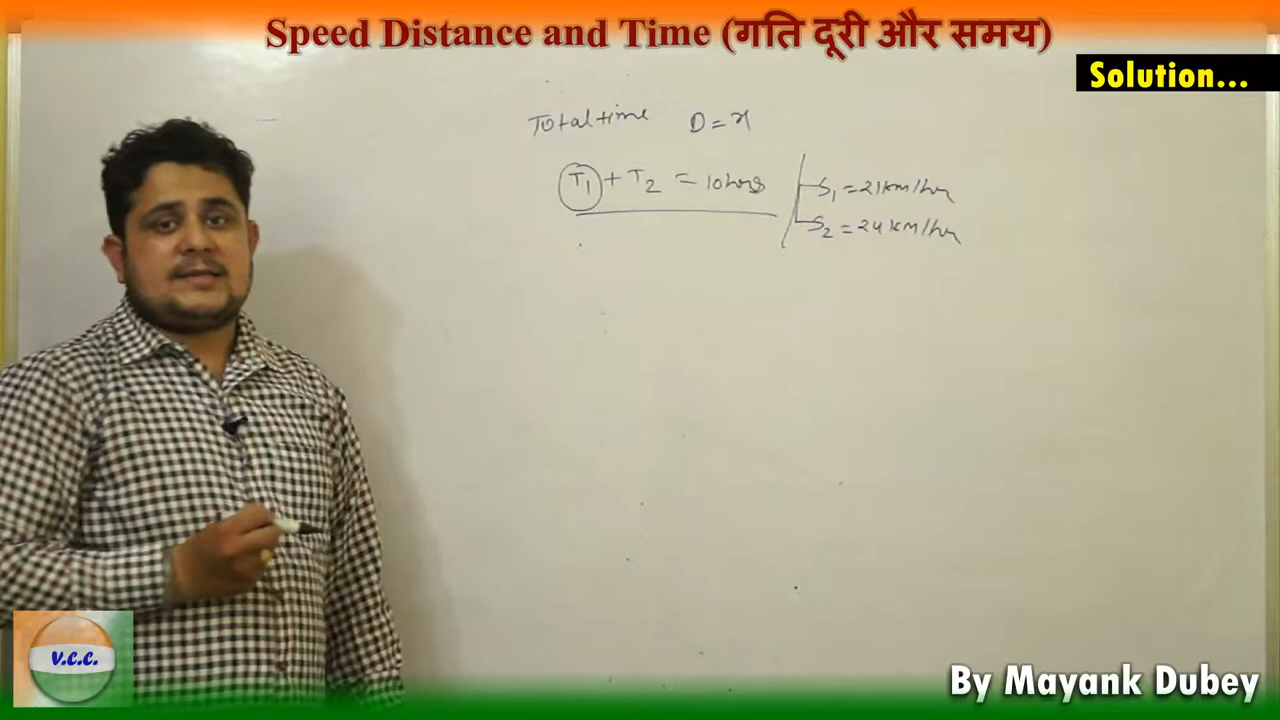 Speed Distance and Time (गति दूरी और समय)
Solution...
Total time D = x
T1 + T2 = 10hrs
S1 = 21km/hr
S2 = 24km/hr
V.C.C.
By Mayank Dubey